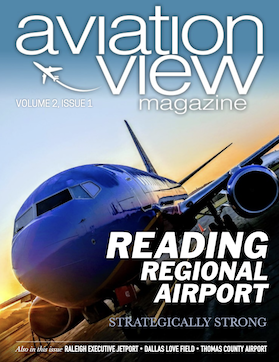 aviation
view
magazine
VOLUME 2, ISSUE 1.
READING
REGIONAL
AIRPORT
STRATEGICALLY STRONG
Also in this issue RALEIGH EXECUTIVE JETPORT • DALLAS LOVE FIELD • THOMAS COUNTY AIRPORT